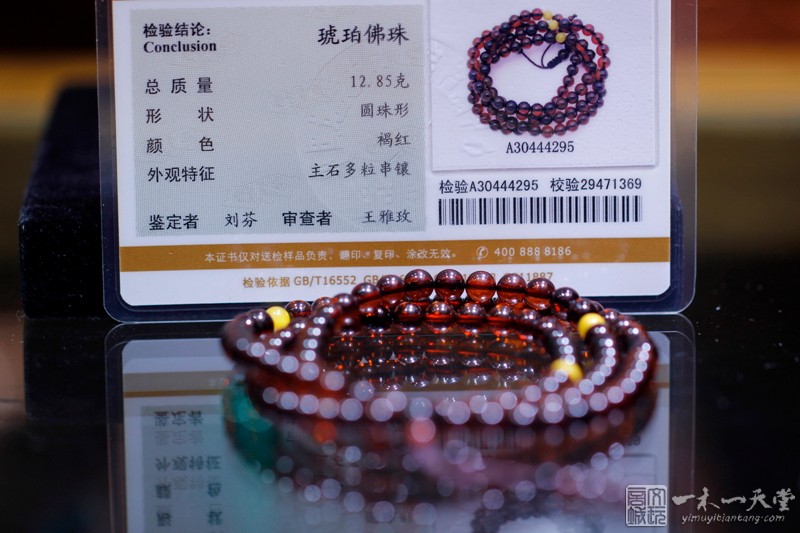 检验结论：
Conclusion
琥珀佛珠
总质量 12.85克
形状 圆珠形
颜色 褐红
外观特征 主石多粒串镶
鉴定者 刘芬 审查者 王雅玫
A30444295
检验A30444295 校验29471369
本证书仅对送检样品负责、翻印、复印、涂改无效。 400 888 8186
检验依据 GB/T16552
一木一天堂
yimuyitiantang.com